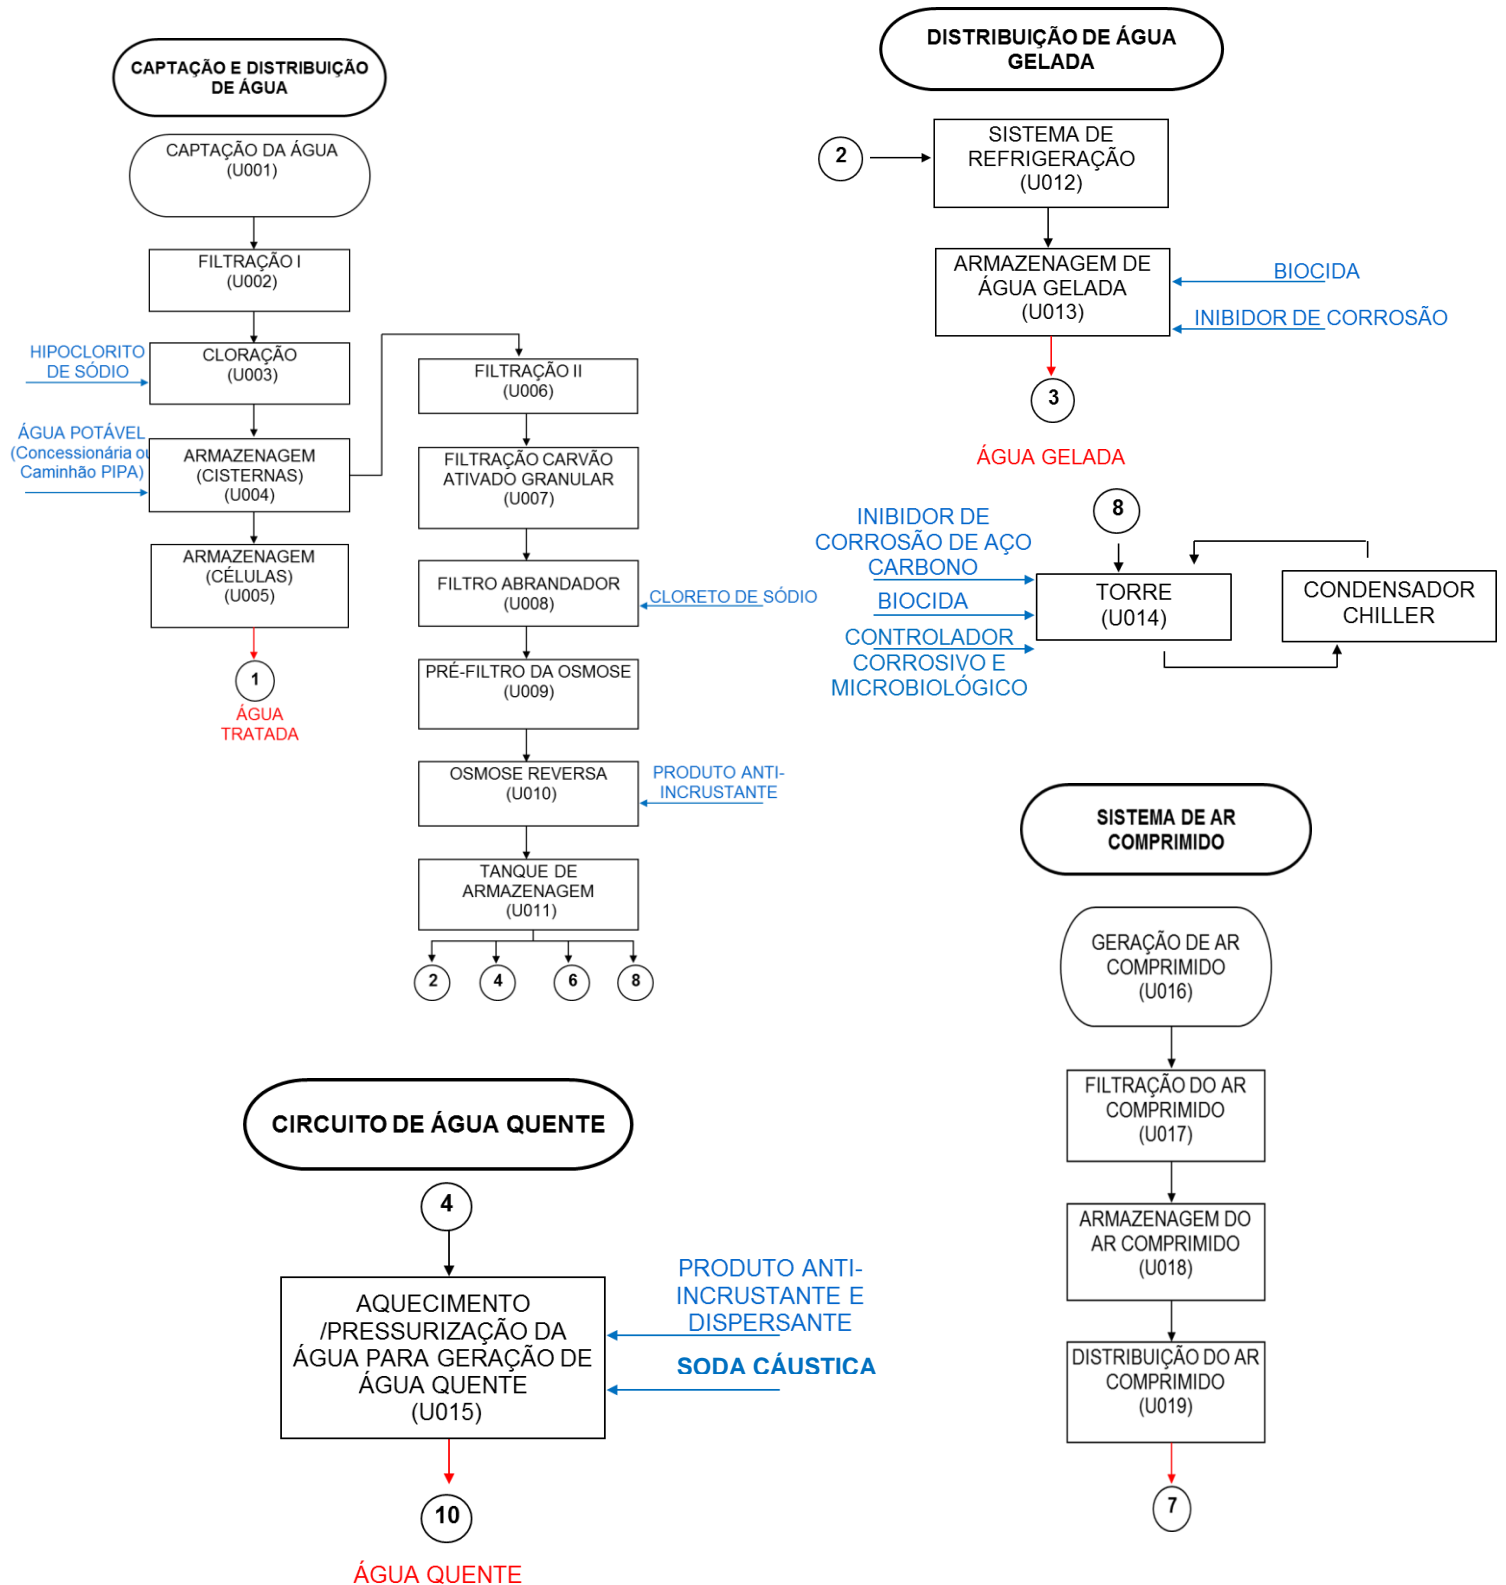 CAPTAÇÃO E DISTRIBUIÇÃO
DE ÁGUA
CAPTAÇÃO DA ÁGUA
(U001)
FILTRAÇÃO I
(U002)
HIPOCLORITO
DE SÓDIO
CLORAÇÃO
(U003)
ÁGUA POTÁVEL
(Concessionária ou
Caminhão PIPA)
ARMAZENAGEM
(CISTERNAS)
(U004)
ARMAZENAGEM
(CÉLULAS)
(U005)
1
ÁGUA
TRATADA
FILTRAÇÃO II
(U006)
FILTRAÇÃO CARVÃO
ATIVADO GRANULAR
(U007)
FILTRO ABRANDADOR
(U008)
CLORETO DE SÓDIO
PRÉ-FILTRO DA OSMOSE
(U009)
OSMOSE REVERSA
(U010)
PRODUTO ANTI-
INCRUSTANTE
TANQUE DE
ARMAZENAGEM
(U011)
2
4
6
8
DISTRIBUIÇÃO DE ÁGUA
GELADA
2
SISTEMA DE
REFRIGERAÇÃO
(U012)
ARMAZENAGEM DE
ÁGUA GELADA
(U013)
BIOCIDA
INIBIDOR DE CORROSÃO
3
ÁGUA GELADA
8
INIBIDOR DE
CORROSÃO DE AÇO
CARBONO
BIOCIDA
CONTROLADOR
CORROSIVO E
MICROBIOLÓGICO
TORRE
(U014)
CONDENSADOR
CHILLER
CIRCUITO DE ÁGUA QUENTE
4
AQUECIMENTO
/PRESSURIZAÇÃO DA
ÁGUA PARA GERAÇÃO DE
ÁGUA QUENTE
(U015)
PRODUTO ANTI-
INCRUSTANTE E
DISPERSANTE
SODA CÁUSTICA
10
ÁGUA QUENTE
SISTEMA DE AR
COMPRIMIDO
GERAÇÃO DE AR
COMPRIMIDO
(U016)
FILTRAÇÃO DO AR
COMPRIMIDO
(U017)
ARMAZENAGEM DO
AR COMPRIMIDO
(U018)
DISTRIBUIÇÃO DO AR
COMPRIMIDO
(U019)
7